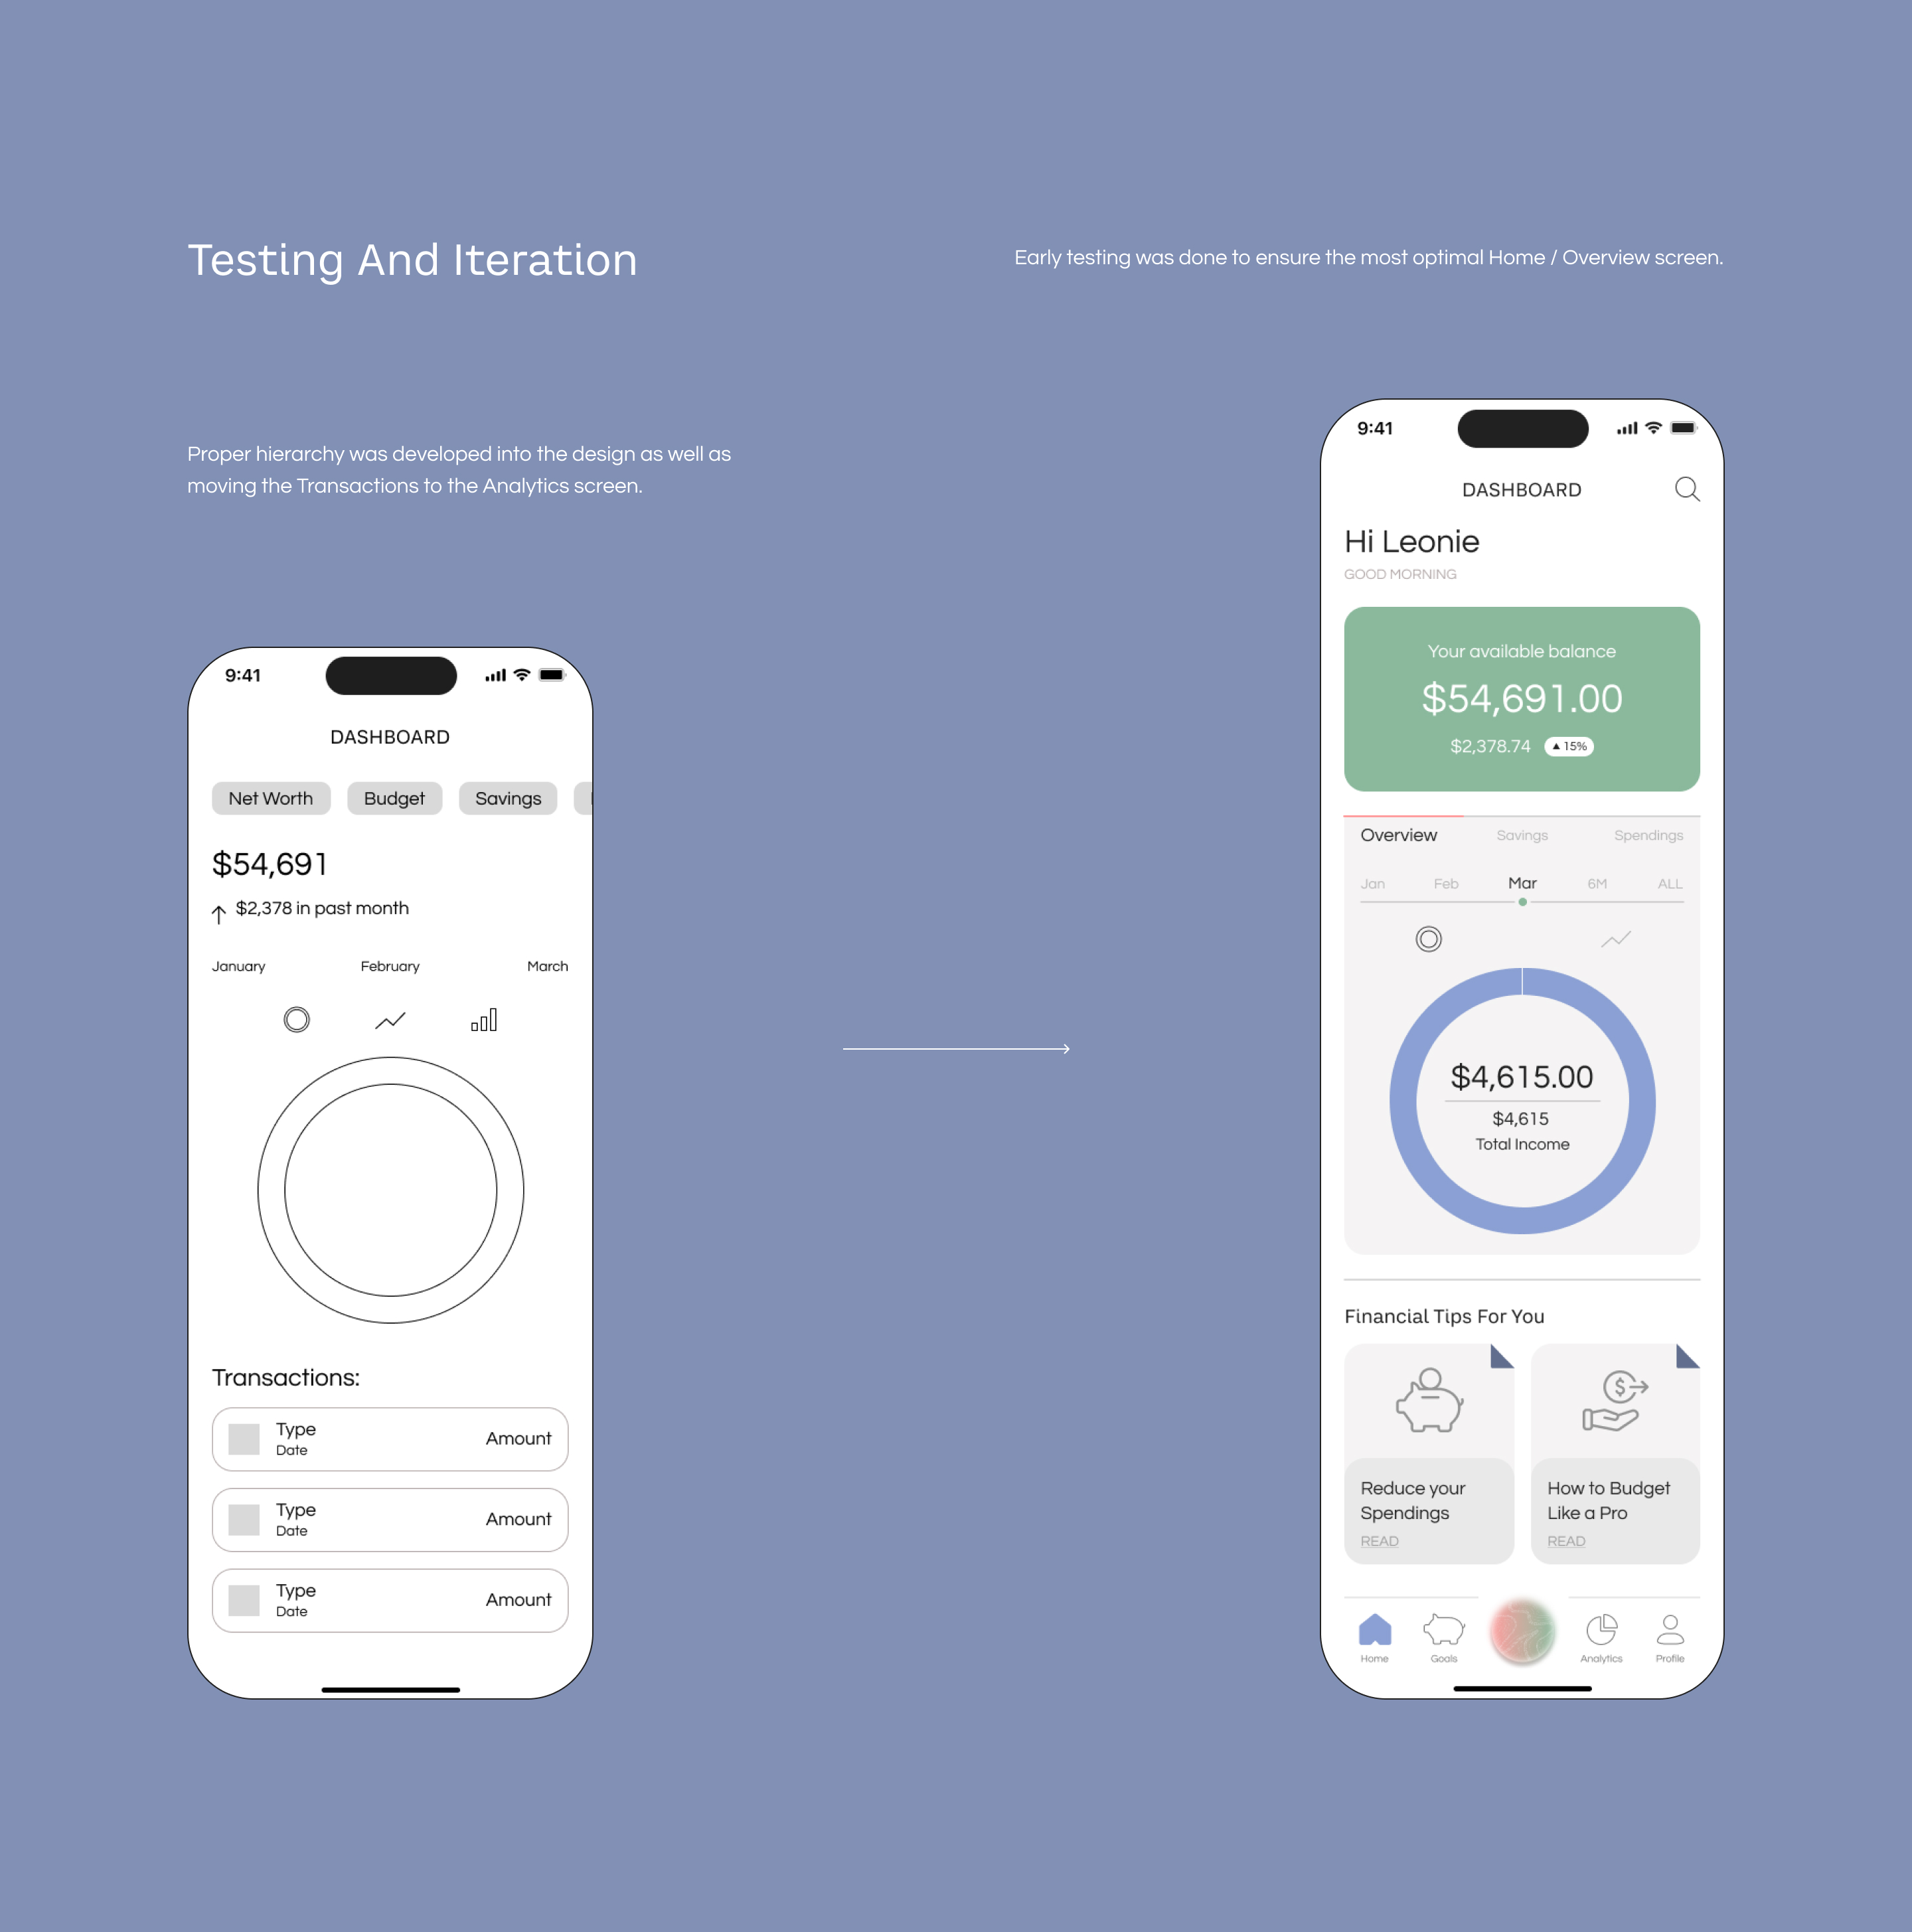 Testing And Iteration
Early testing was done to ensure the most optimal Home / Overview screen.
Proper hierarchy was developed into the design as well as
moving the Transactions to the Analytics screen.
9:41
DASHBOARD
Net Worth
Budget
Savings
$54,691
$2,378 in past month
January
February
March
Transactions:
Type
Date
Amount
Type
Date
Amount
Type
Date
Amount
9:41
DASHBOARD
Hi Leonie
GOOD MORNING
Your available balance
$54,691.00
$2,378.74
15%
Overview
Savings
Spendings
Jan
Feb
Mar
6M
ALL
$4,615.00
$4,615
Total Income
Financial Tips For You
Reduce your
Spendings
READ
How to Budget
Like a Pro
READ
Home
Goals
Analytics
Profile